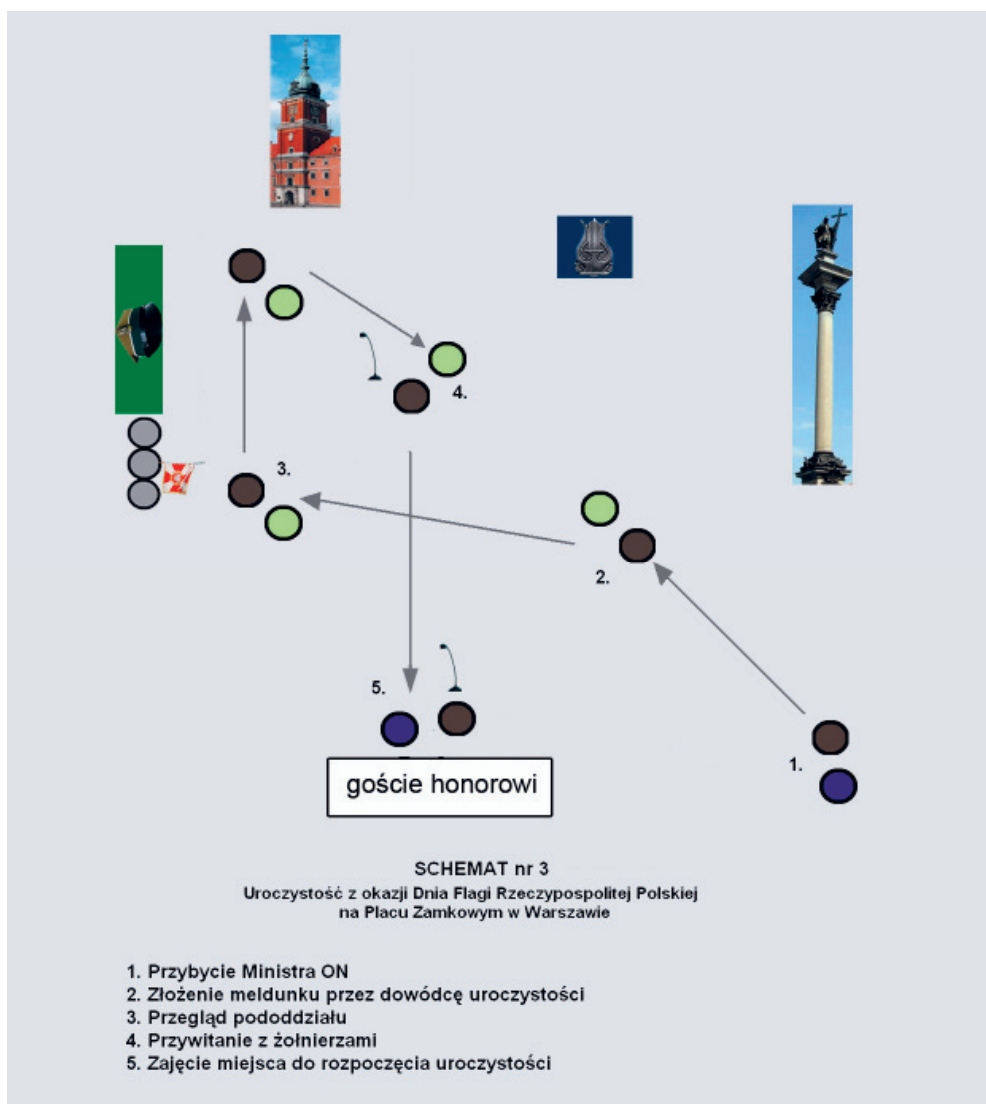 3.
4.
2.
5.
1.
goście honorowi
SCHEMAT nr 3
Uroczystość z okazji Dnia Flagi Rzeczypospolitej Polskiej
na Placu Zamkowym w Warszawie
1. Przybycie Ministra ON
2. Złożenie meldunku przez dowódcę uroczystości
3. Przegląd pododdziału
4. Przywitanie z żołnierzami
5. Zajęcie miejsca do rozpoczęcia uroczystości